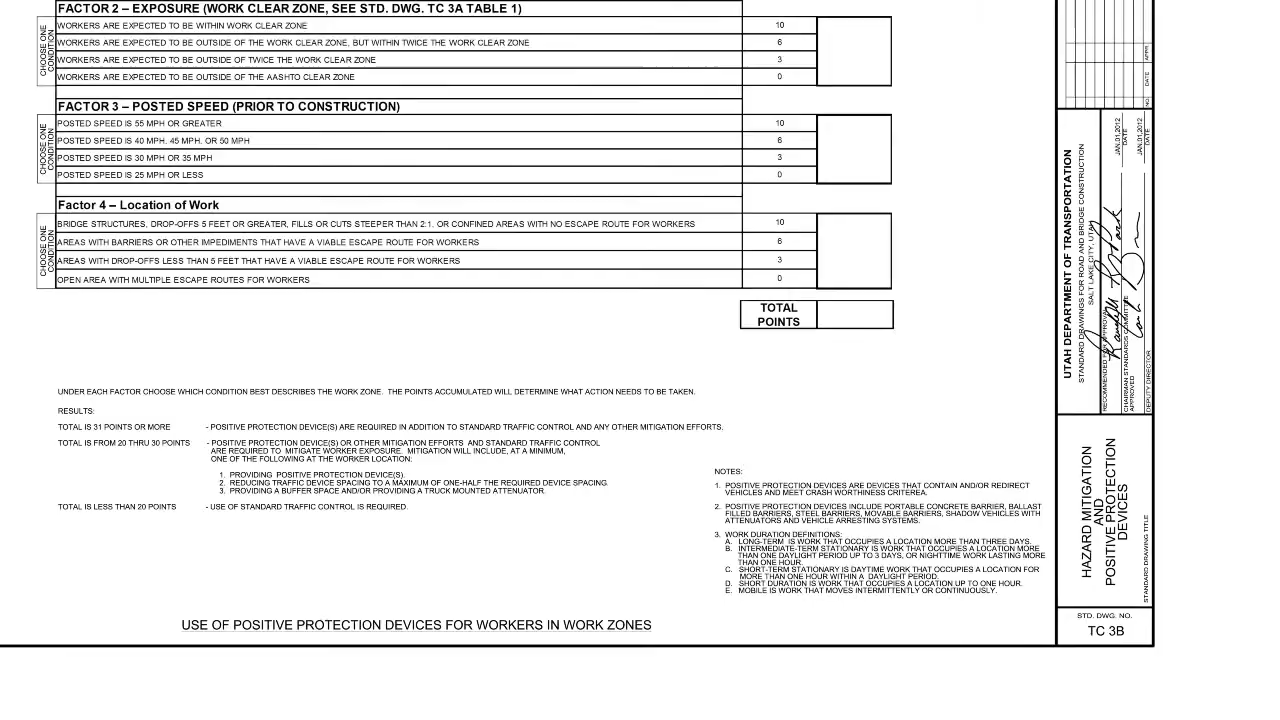 FACTOR 2 – EXPOSURE (WORK CLEAR ZONE, SEE STD. DWG. TC 3A TABLE 1)
CHOOSE ONE
CONDITION
WORKERS ARE EXPECTED TO BE WITHIN WORK CLEAR ZONE 10
WORKERS ARE EXPECTED TO BE OUTSIDE OF THE WORK CLEAR ZONE, BUT WITHIN TWICE THE WORK CLEAR ZONE 6
WORKERS ARE EXPECTED TO BE OUTSIDE OF TWICE THE WORK CLEAR ZONE 3
WORKERS ARE EXPECTED TO BE OUTSIDE OF THE AASHTO CLEAR ZONE 0
FACTOR 3 – POSTED SPEED (PRIOR TO CONSTRUCTION)
CHOOSE ONE
CONDITION
POSTED SPEED IS 55 MPH OR GREATER 10
POSTED SPEED IS 40 MPH. 45 MPH. OR 50 MPH 6
POSTED SPEED IS 30 MPH OR 35 MPH 3
POSTED SPEED IS 25 MPH OR LESS 0
Factor 4 – Location of Work
CHOOSE ONE
CONDITION
BRIDGE STRUCTURES, DROP-OFFS 5 FEET OR GREATER, FILLS OR CUTS STEEPER THAN 2:1, OR CONFINED AREAS WITH NO ESCAPE ROUTE FOR WORKERS 10
AREAS WITH BARRIERS OR OTHER IMPEDIMENTS THAT HAVE A VIABLE ESCAPE ROUTE FOR WORKERS 6
AREAS WITH DROP-OFFS LESS THAN 5 FEET THAT HAVE A VIABLE ESCAPE ROUTE FOR WORKERS 3
OPEN AREA WITH MULTIPLE ESCAPE ROUTES FOR WORKERS 0
TOTAL
POINTS
UNDER EACH FACTOR CHOOSE WHICH CONDITION BEST DESCRIBES THE WORK ZONE. THE POINTS ACCUMULATED WILL DETERMINE WHAT ACTION NEEDS TO BE TAKEN.
RESULTS:
TOTAL IS 31 POINTS OR MORE - POSITIVE PROTECTION DEVICE(S) ARE REQUIRED IN ADDITION TO STANDARD TRAFFIC CONTROL AND ANY OTHER MITIGATION EFFORTS.
TOTAL IS FROM 20 THRU 30 POINTS - POSITIVE PROTECTION DEVICE(S) OR OTHER MITIGATION EFFORTS AND STANDARD TRAFFIC CONTROL
ARE REQUIRED TO MITIGATE WORKER EXPOSURE. MITIGATION WILL INCLUDE, AT A MINIMUM,
ONE OF THE FOLLOWING AT THE WORKER LOCATION:
1. PROVIDING POSITIVE PROTECTION DEVICE(S).
2. REDUCING TRAFFIC DEVICE SPACING TO A MAXIMUM OF ONE-HALF THE REQUIRED DEVICE SPACING.
3. PROVIDING A BUFFER SPACE AND/OR PROVIDING A TRUCK MOUNTED ATTENUATOR.
TOTAL IS LESS THAN 20 POINTS - USE OF STANDARD TRAFFIC CONTROL IS REQUIRED.
NOTES:
1. POSITIVE PROTECTION DEVICES ARE DEVICES THAT CONTAIN AND/OR REDIRECT
VEHICLES AND MEET CRASH WORTHINESS CRITEREA.
2. POSITIVE PROTECTION DEVICES INCLUDE PORTABLE CONCRETE BARRIER, BALLAST
FILLED BARRIERS, STEEL BARRIERS, MOVABLE BARRIERS, SHADOW VEHICLES WITH
ATTENUATORS AND VEHICLE ARRESTING SYSTEMS.
3. WORK DURATION DEFINITIONS:
A. LONG-TERM IS WORK THAT OCCUPIES A LOCATION MORE THAN THREE DAYS.
B. INTERMEDIATE-TERM STATIONARY IS WORK THAT OCCUPIES A LOCATION MORE
THAN ONE DAYLIGHT PERIOD UP TO 3 DAYS, OR NIGHTTIME WORK LASTING MORE
THAN ONE HOUR.
C. SHORT-TERM STATIONARY IS DAYTIME WORK THAT OCCUPIES A LOCATION FOR
MORE THAN ONE HOUR WITHIN A DAYLIGHT PERIOD.
D. SHORT DURATION IS WORK THAT OCCUPIES A LOCATION UP TO ONE HOUR.
E. MOBILE IS WORK THAT MOVES INTERMITTENTLY OR CONTINUOUSLY.
USE OF POSITIVE PROTECTION DEVICES FOR WORKERS IN WORK ZONES
NO. DATE APPR.
UTAH DEPARTMENT OF TRANSPORTATION
STANDARD DRAWINGS FOR ROAD AND BRIDGE CONSTRUCTION
SALT LAKE CITY, UTAH
RECOMMENDED FOR APPROVAL
JAN.01,2012
CHAIRMAN STANDARDS COMMITTEE DATE
APPROVED
JAN.01,2012
DEPUTY DIRECTOR DATE
HAZARD MITIGATION
AND
POSITIVE PROTECTION
DEVICES
STANDARD DRAWING TITLE
STD. DWG. NO.
TC 3B